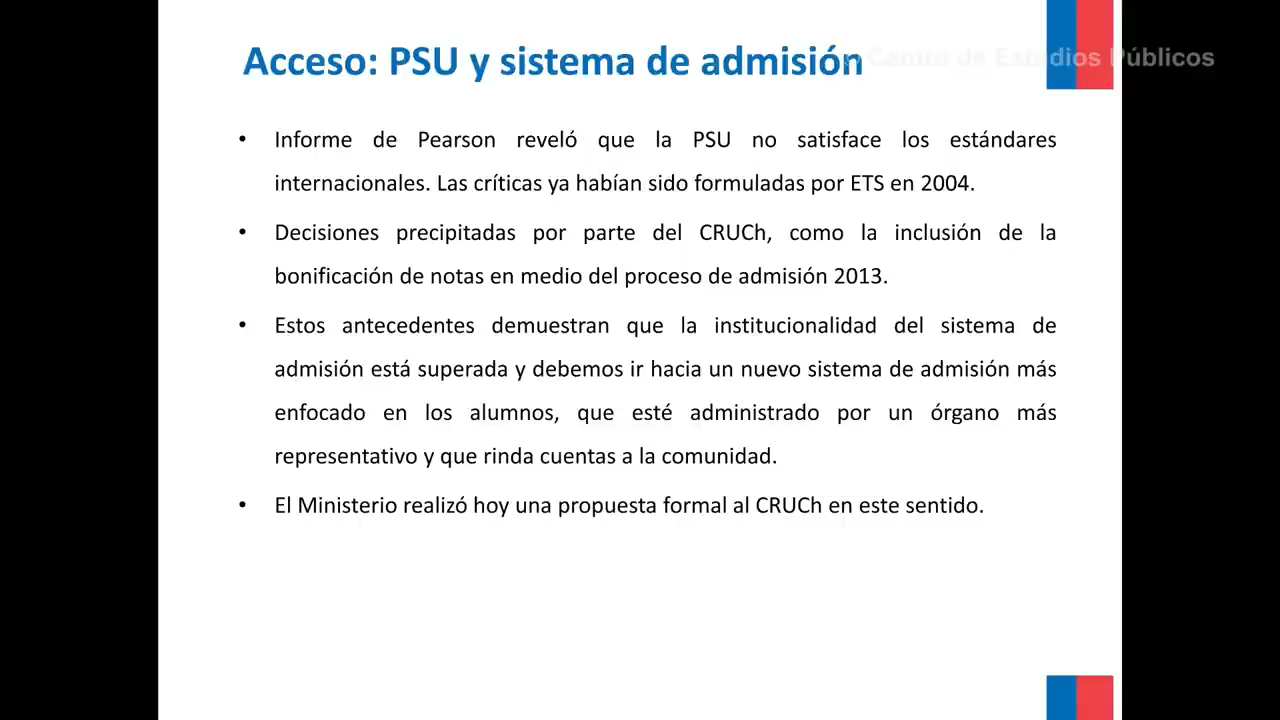 Acceso: PSU y sistema de admisión
Centro de Estudios Públicos
• Informe de Pearson reveló que la PSU no satisface los estándares
internacionales. Las críticas ya habían sido formuladas por ETS en 2004.
• Decisiones precipitadas por parte del CRUCh, como la inclusión de la
bonificación de notas en medio del proceso de admisión 2013.
• Estos antecedentes demuestran que la institucionalidad del sistema de
admisión está superada y debemos ir hacia un nuevo sistema de admisión más
enfocado en los alumnos, que esté administrado por un órgano más
representativo y que rinda cuentas a la comunidad.
• El Ministerio realizó hoy una propuesta formal al CRUCh en este sentido.